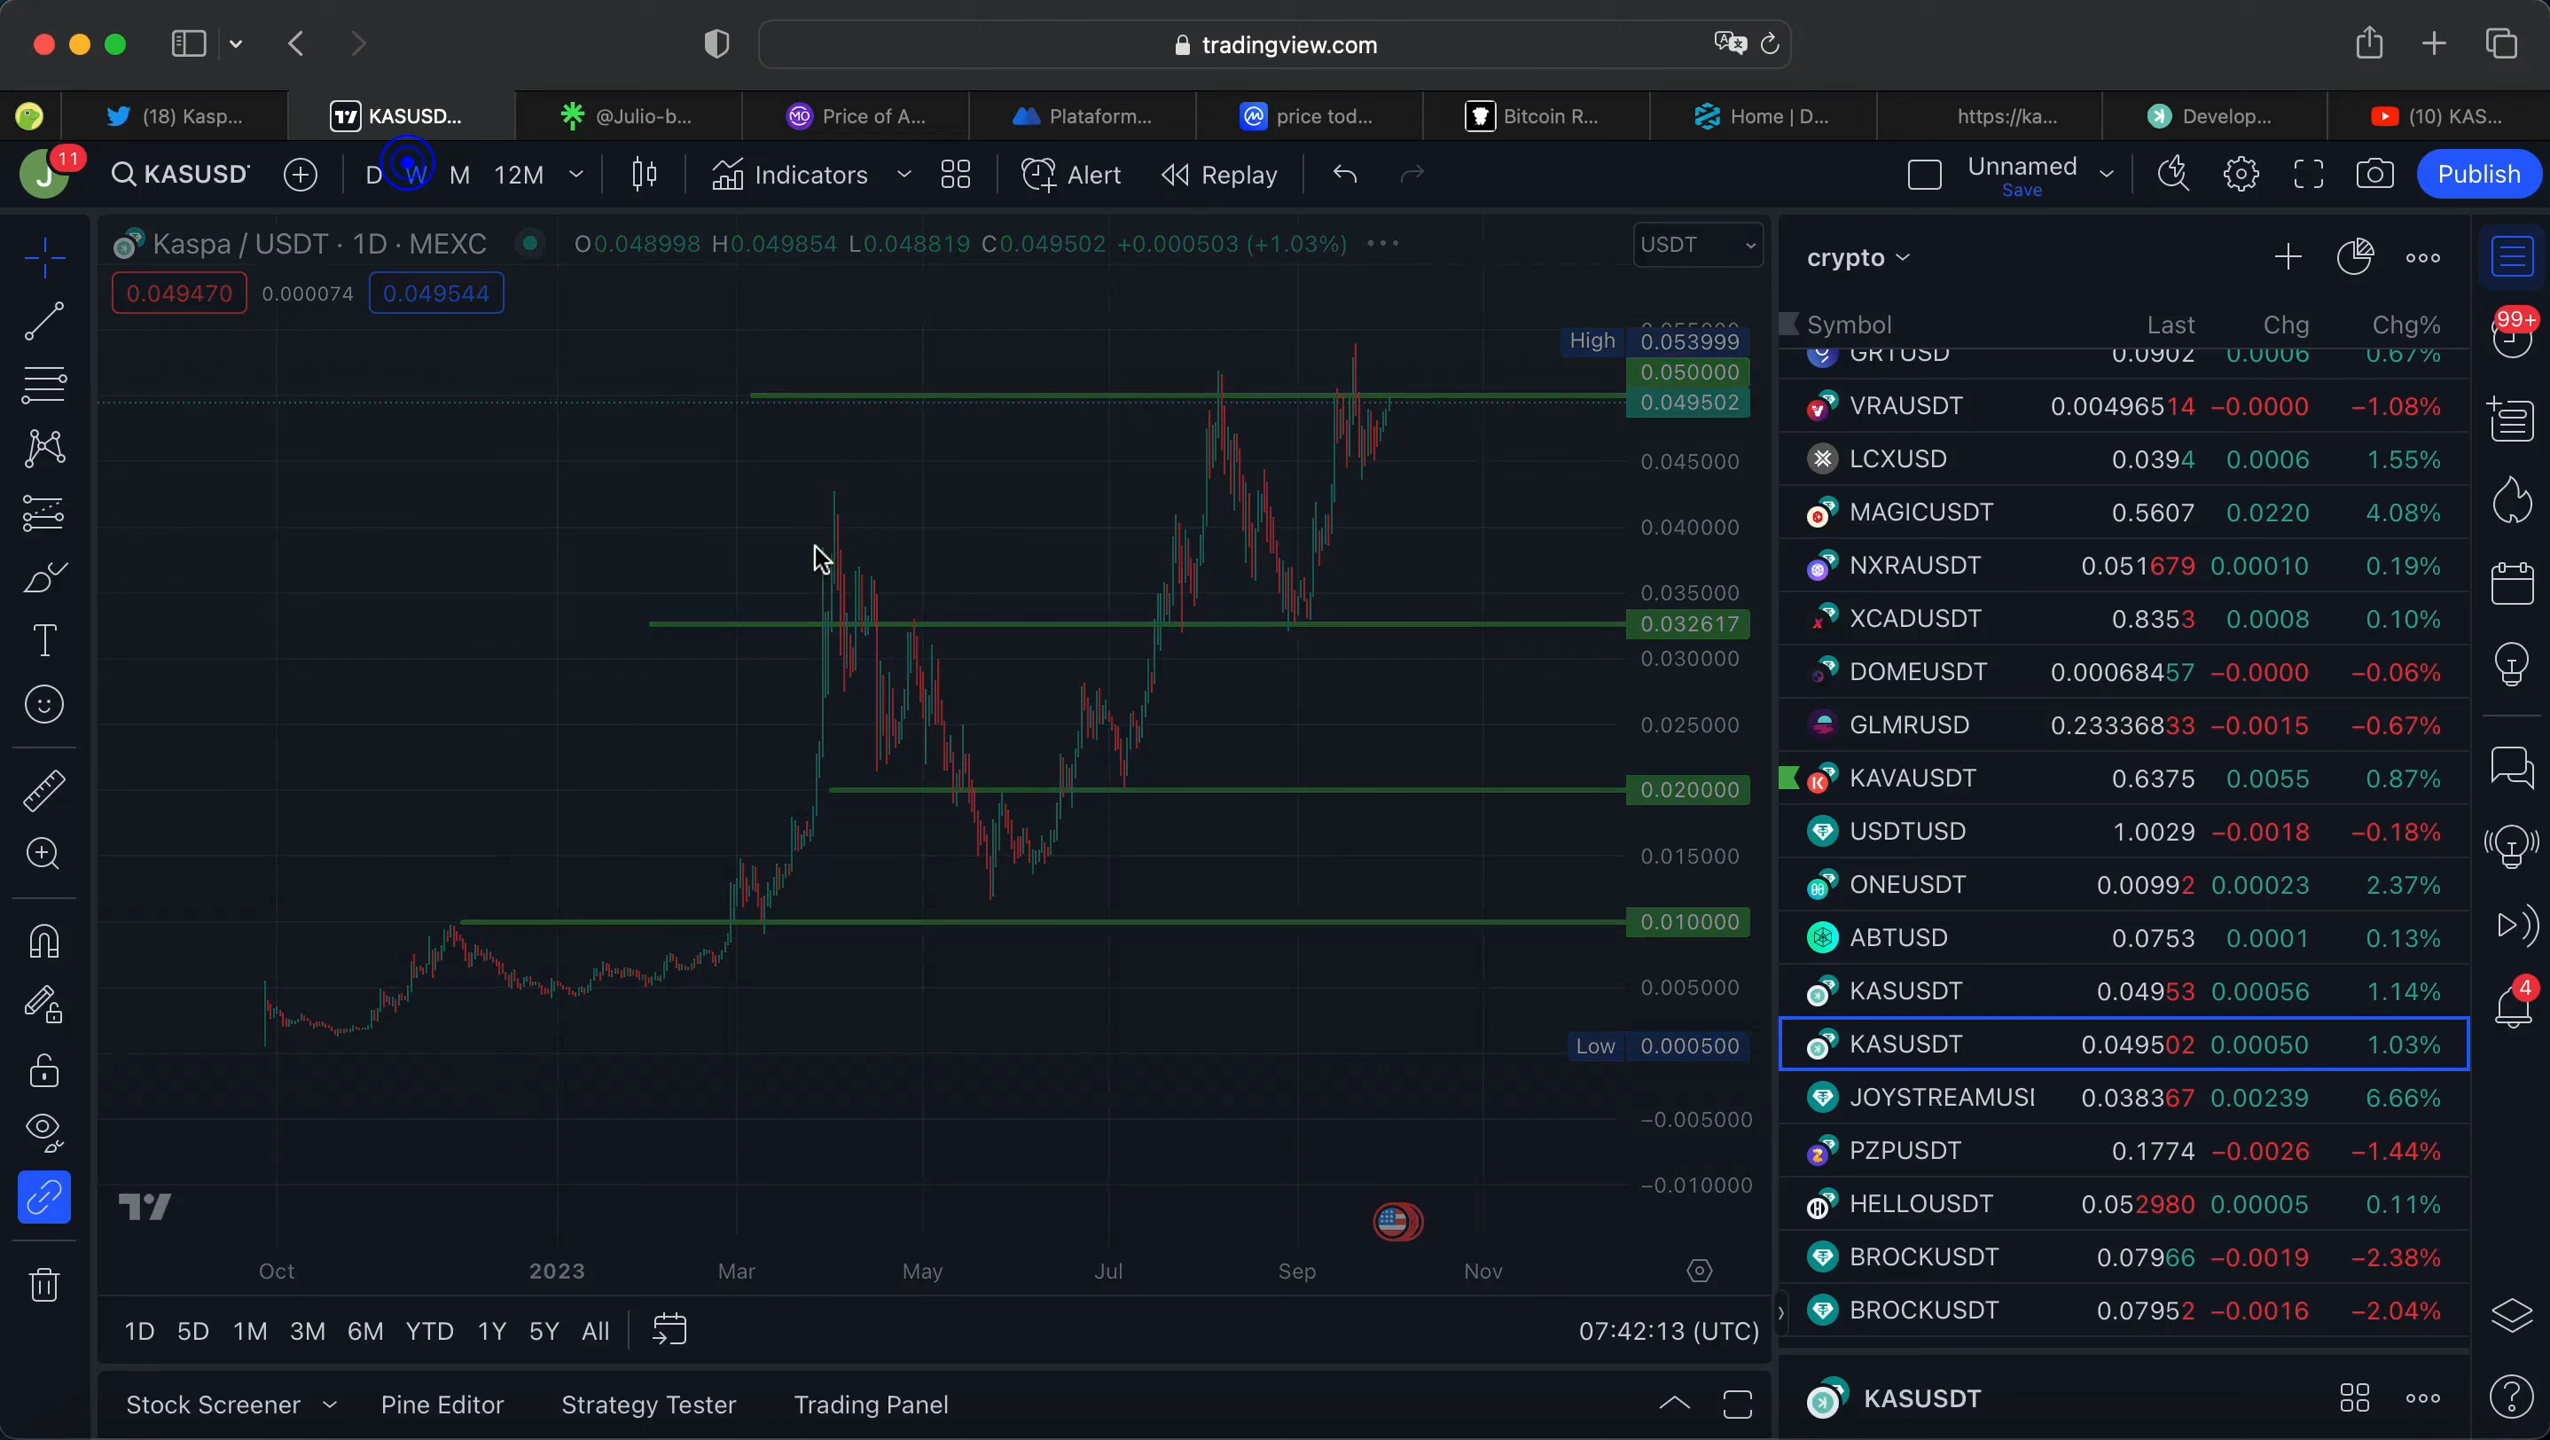 tradingview.com
(18) Kasp...
KASUSD...
@Julio-b...
Price of A...
Plataform...
price tod...
Bitcoin R...
Home | D...
https://ka...
Develop...
(10) KAS...
J
11
KASUSD
D
W
M
12M
Indicators
Alert
Replay
Unnamed
Save
Publish
Kaspa / USDT · 1D · MEXC
O0.048998 H0.049854 L0.048819 C0.049502 +0.000503 (+1.03%)
USDT
0.049470
0.000074
0.049544
High 0.053999
0.050000
0.049502
0.045000
0.040000
0.035000
0.032617
0.030000
0.025000
0.020000
0.015000
0.010000
0.005000
Low 0.000500
−0.005000
−0.010000
Oct
2023
Mar
May
Jul
Sep
Nov
1D
5D
1M
3M
6M
YTD
1Y
5Y
All
07:42:13 (UTC)
Stock Screener
Pine Editor
Strategy Tester
Trading Panel
crypto
Symbol Last Chg Chg%
GRTUSD 0.0902 0.0006 0.67%
VRAUSDT 0.00496514 −0.0000 −1.08%
LCXUSD 0.0394 0.0006 1.55%
MAGICUSDT 0.5607 0.0220 4.08%
NXRAUSDT 0.051679 0.00010 0.19%
XCADUSDT 0.8353 0.0008 0.10%
DOMEUSDT 0.00068457 −0.0000 −0.06%
GLMRUSD 0.23336833 −0.0015 −0.67%
KAVAUSDT 0.6375 0.0055 0.87%
USDTUSD 1.0029 −0.0018 −0.18%
ONEUSDT 0.00992 0.00023 2.37%
ABTUSD 0.0753 0.0001 0.13%
KASUSDT 0.04953 0.00056 1.14%
KASUSDT 0.049502 0.00050 1.03%
JOYSTREAMUSI 0.038367 0.00239 6.66%
PZPUSDT 0.1774 −0.0026 −1.44%
HELLOUSDT 0.052980 0.00005 0.11%
BROCKUSDT 0.07966 −0.0019 −2.38%
BROCKUSDT 0.07952 −0.0016 −2.04%
KASUSDT
99+
4